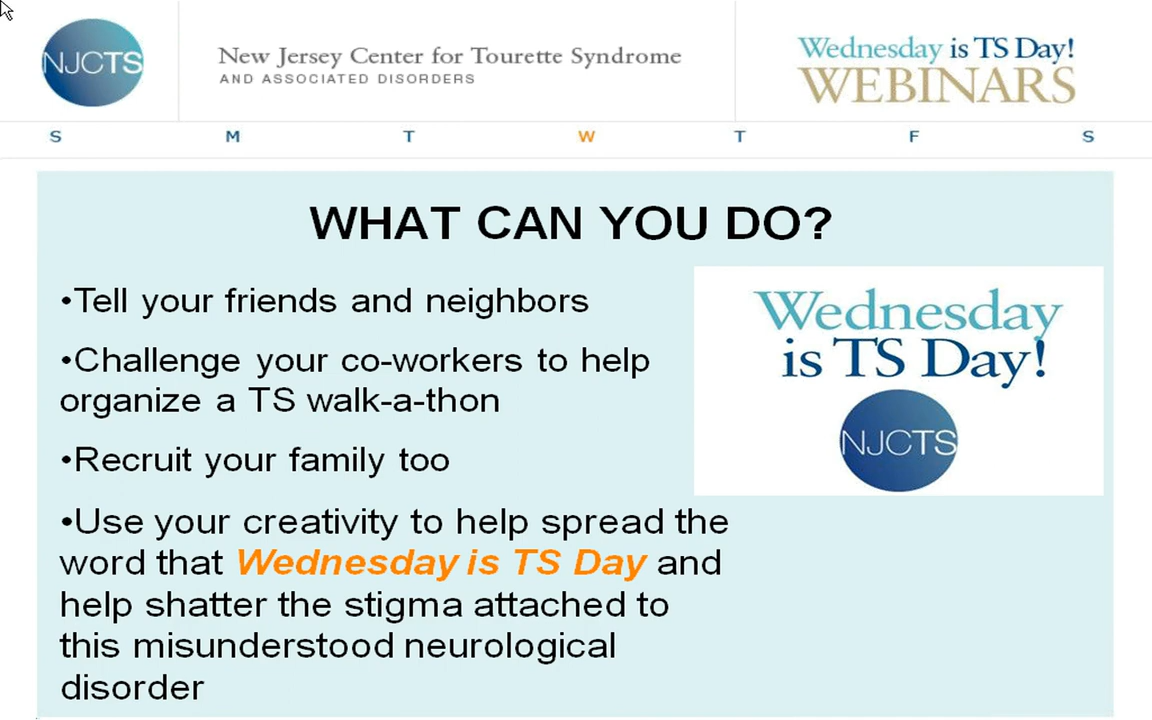 NJCTS
New Jersey Center for Tourette Syndrome
AND ASSOCIATED DISORDERS
Wednesday is TS Day!
WEBINARS
S M T W T F S
WHAT CAN YOU DO?
•Tell your friends and neighbors
•Challenge your co-workers to help
organize a TS walk-a-thon
•Recruit your family too
•Use your creativity to help spread the
word that Wednesday is TS Day and
help shatter the stigma attached to
this misunderstood neurological
disorder
Wednesday
is TS Day!
NJCTS